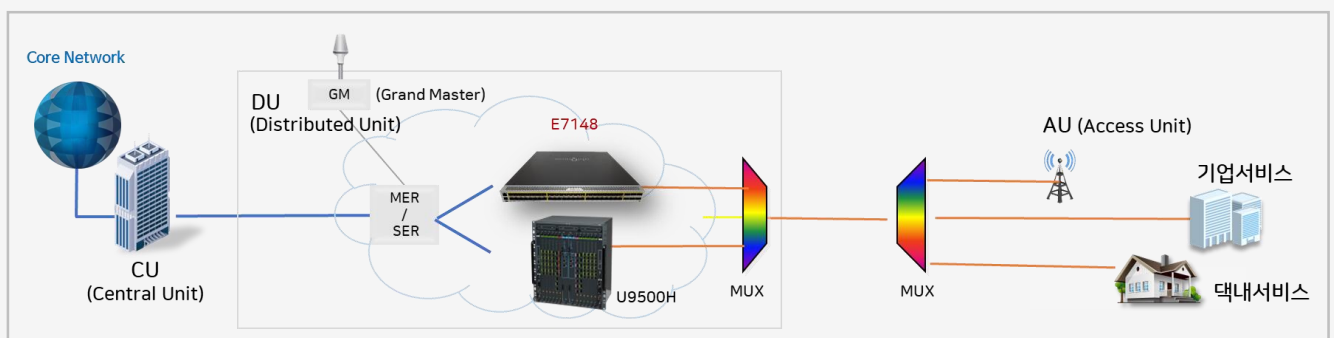 Core Network
CU
(Central Unit)
DU
(Distributed Unit)
GM
(Grand Master)
MER
/
SER
E7148
U9500H
MUX
MUX
AU (Access Unit)
기업서비스
댁내서비스